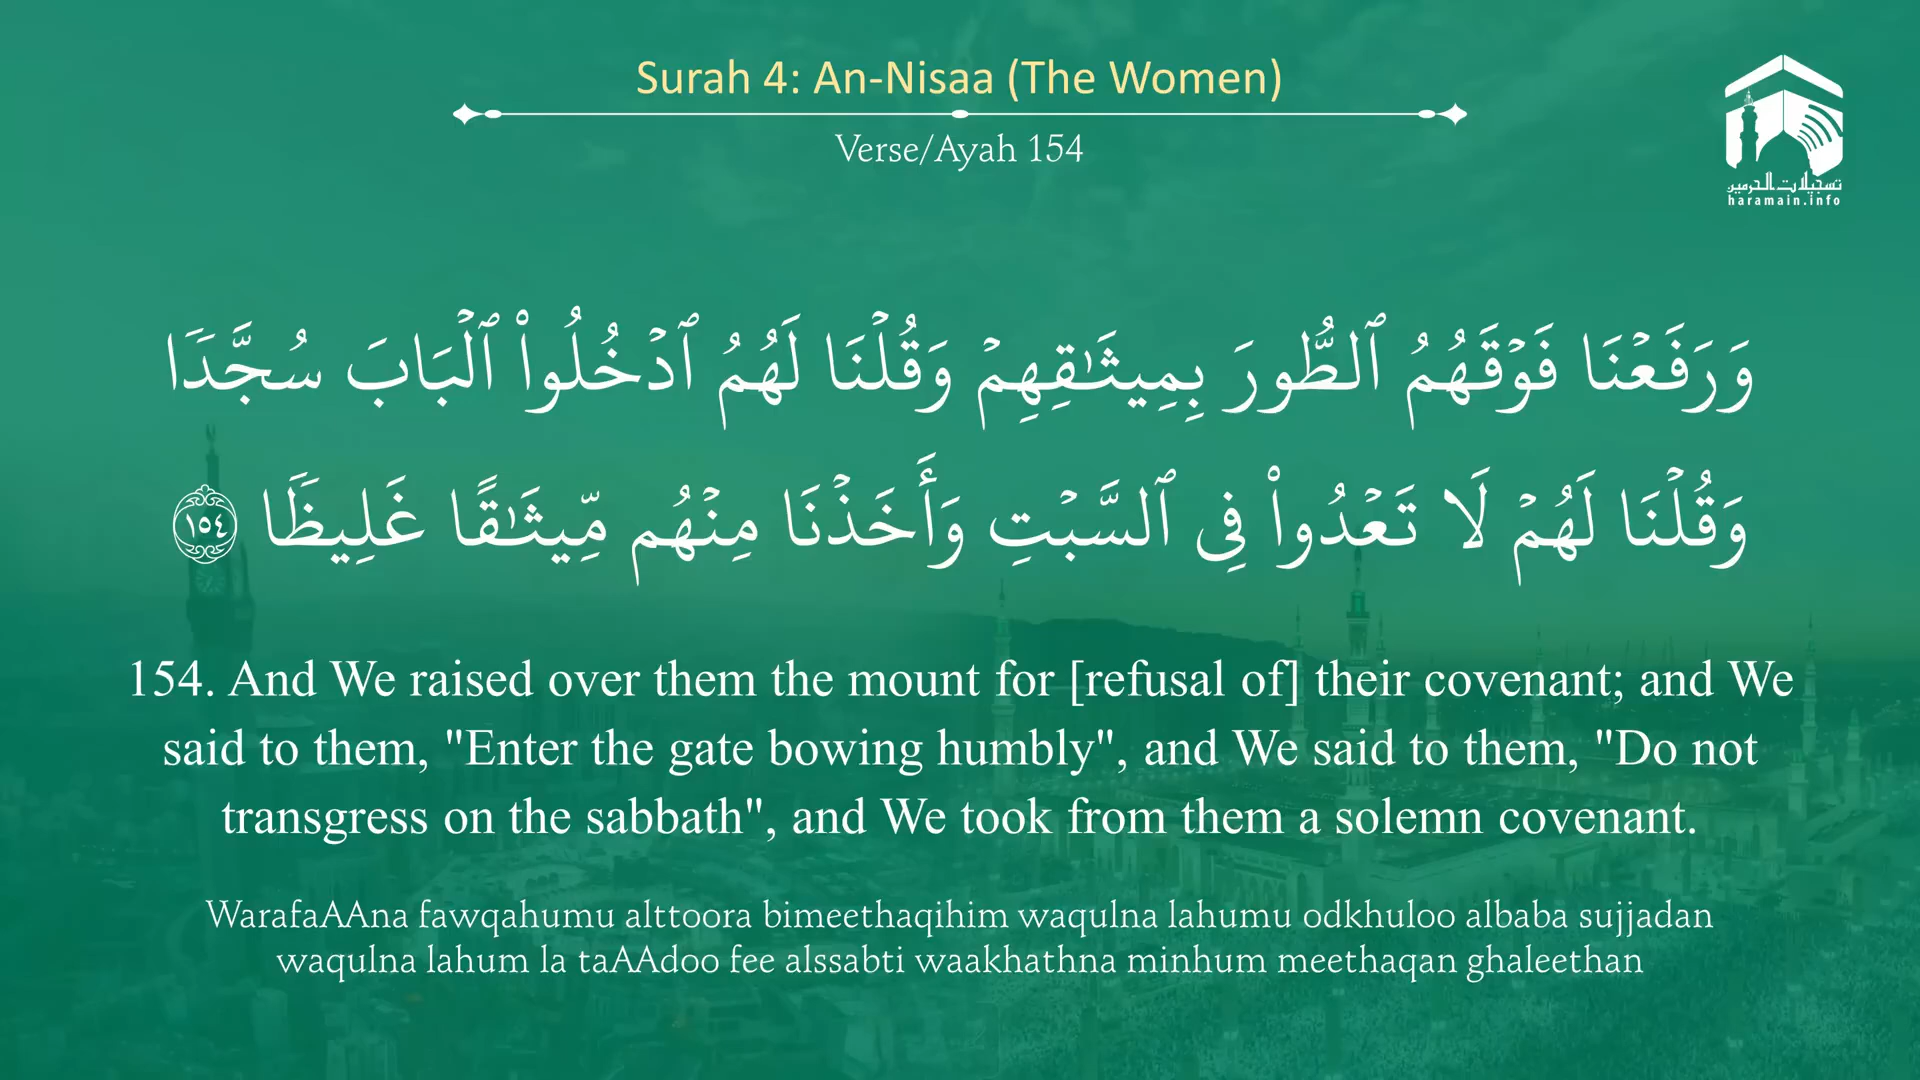 Surah 4: An-Nisaa (The Women)
Verse/Ayah 154
تسجيلات الحرمين
haramain.info
وَرَفَعْنَا فَوْقَهُمُ ٱلطُّورَ بِمِيثَـٰقِهِمْ وَقُلْنَا لَهُمُ ٱدْخُلُوا۟ ٱلْبَابَ سُجَّدًا
وَقُلْنَا لَهُمْ لَا تَعْدُوا۟ فِى ٱلسَّبْتِ وَأَخَذْنَا مِنْهُم مِّيثَـٰقًا غَلِيظًا ١٥٤
154. And We raised over them the mount for [refusal of] their covenant; and We
said to them, "Enter the gate bowing humbly", and We said to them, "Do not
transgress on the sabbath", and We took from them a solemn covenant.
WarafaAAna fawqahumu alttoora bimeethaqihim waqulna lahumu odkhuloo albaba sujjadan
waqulna lahum la taAAdoo fee alssabti waakhathna minhum meethaqan ghaleethan